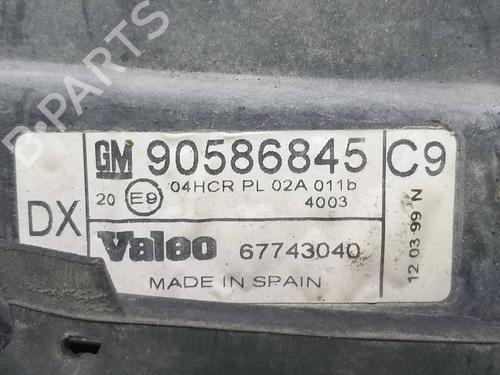 GM 90586845 C9
20 E9 04HCR PL 02A 011b
4003
DX
Valeo 67743040
MADE IN SPAIN
12 03 99 N
B-Parts
B-Parts